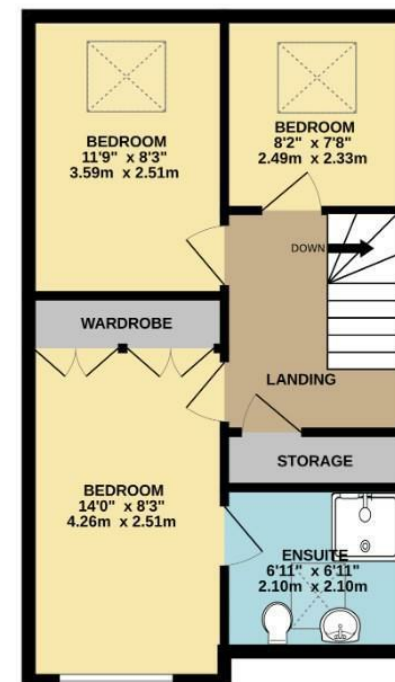 BEDROOM
11'9" x 8'3"
3.59m x 2.51m
BEDROOM
8'2" x 7'8"
2.49m x 2.33m
DOWN
WARDROBE
LANDING
STORAGE
BEDROOM
14'0" x 8'3"
4.26m x 2.51m
ENSUITE
6'11" x 6'11"
2.10m x 2.10m